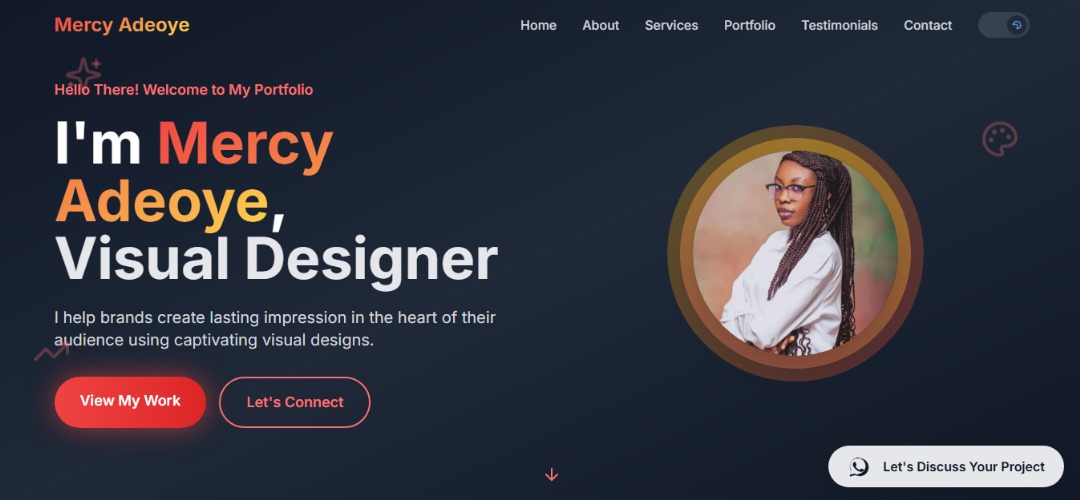 Mercy Adeoye
Home
About
Services
Portfolio
Testimonials
Contact
Hello There! Welcome to My Portfolio
I'm Mercy
Adeoye,
Visual Designer
I help brands create lasting impression in the heart of their
audience using captivating visual designs.
View My Work
Let's Connect
Let's Discuss Your Project